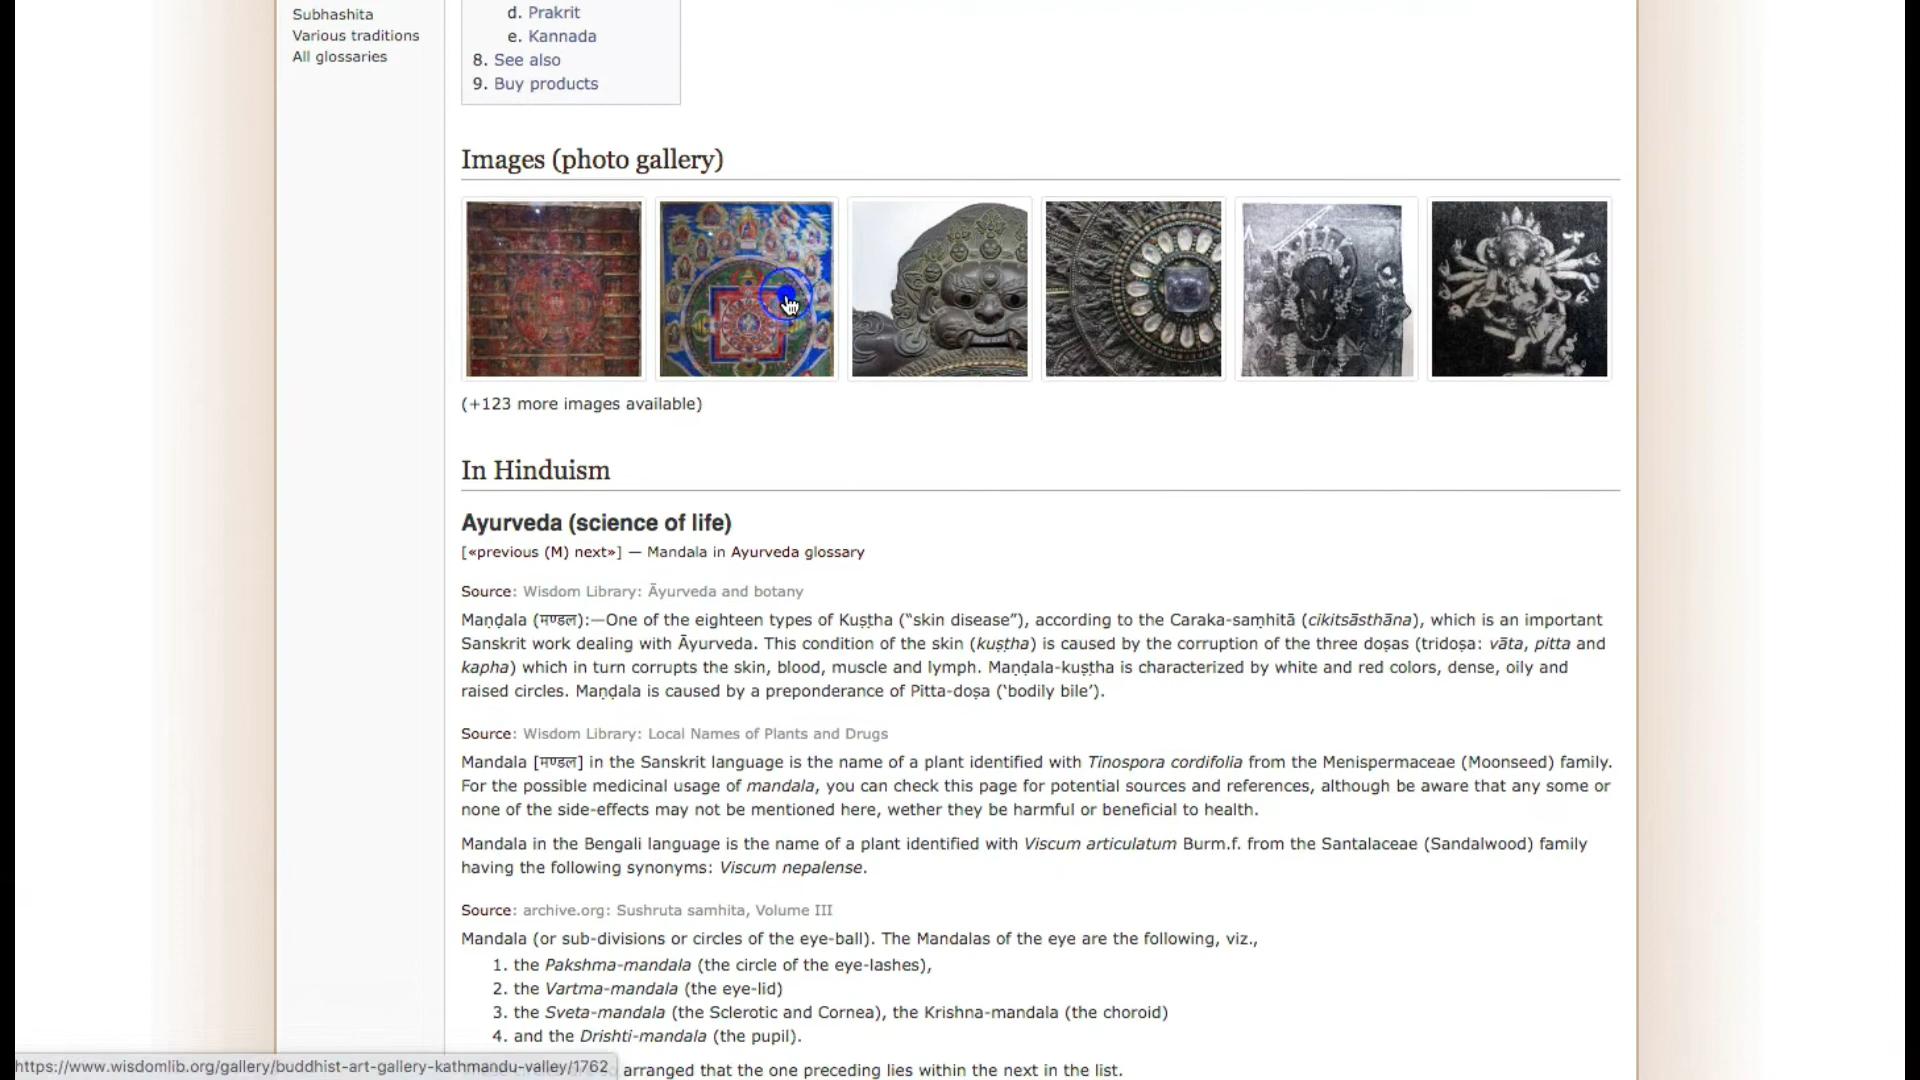 Subhashita
Various traditions
All glossaries
d. Prakrit
e. Kannada
8. See also
9. Buy products
Images (photo gallery)
(+123 more images available)
In Hinduism
Ayurveda (science of life)
[«previous (M) next»] — Mandala in Ayurveda glossary
Source: Wisdom Library: Āyurveda and botany
Maṇḍala (मण्डल):—One of the eighteen types of Kuṣṭha (“skin disease”), according to the Caraka-saṃhitā (cikitsāsthāna), which is an important
Sanskrit work dealing with Āyurveda. This condition of the skin (kuṣṭha) is caused by the corruption of the three doṣas (tridoṣa: vāta, pitta and
kapha) which in turn corrupts the skin, blood, muscle and lymph. Maṇḍala-kuṣṭha is characterized by white and red colors, dense, oily and
raised circles. Maṇḍala is caused by a preponderance of Pitta-doṣa (‘bodily bile’).
Source: Wisdom Library: Local Names of Plants and Drugs
Mandala [मण्डल] in the Sanskrit language is the name of a plant identified with Tinospora cordifolia from the Menispermaceae (Moonseed) family.
For the possible medicinal usage of mandala, you can check this page for potential sources and references, although be aware that any some or
none of the side-effects may not be mentioned here, wether they be harmful or beneficial to health.
Mandala in the Bengali language is the name of a plant identified with Viscum articulatum Burm.f. from the Santalaceae (Sandalwood) family
having the following synonyms: Viscum nepalense.
Source: archive.org: Sushruta samhita, Volume III
Mandala (or sub-divisions or circles of the eye-ball). The Mandalas of the eye are the following, viz.,
1. the Pakshma-mandala (the circle of the eye-lashes),
2. the Vartma-mandala (the eye-lid)
3. the Sveta-mandala (the Sclerotic and Cornea), the Krishna-mandala (the choroid)
4. and the Drishti-mandala (the pupil).
https://www.wisdomlib.org/gallery/buddhist-art-gallery-kathmandu-valley/1762
arranged that the one preceding lies within the next in the list.